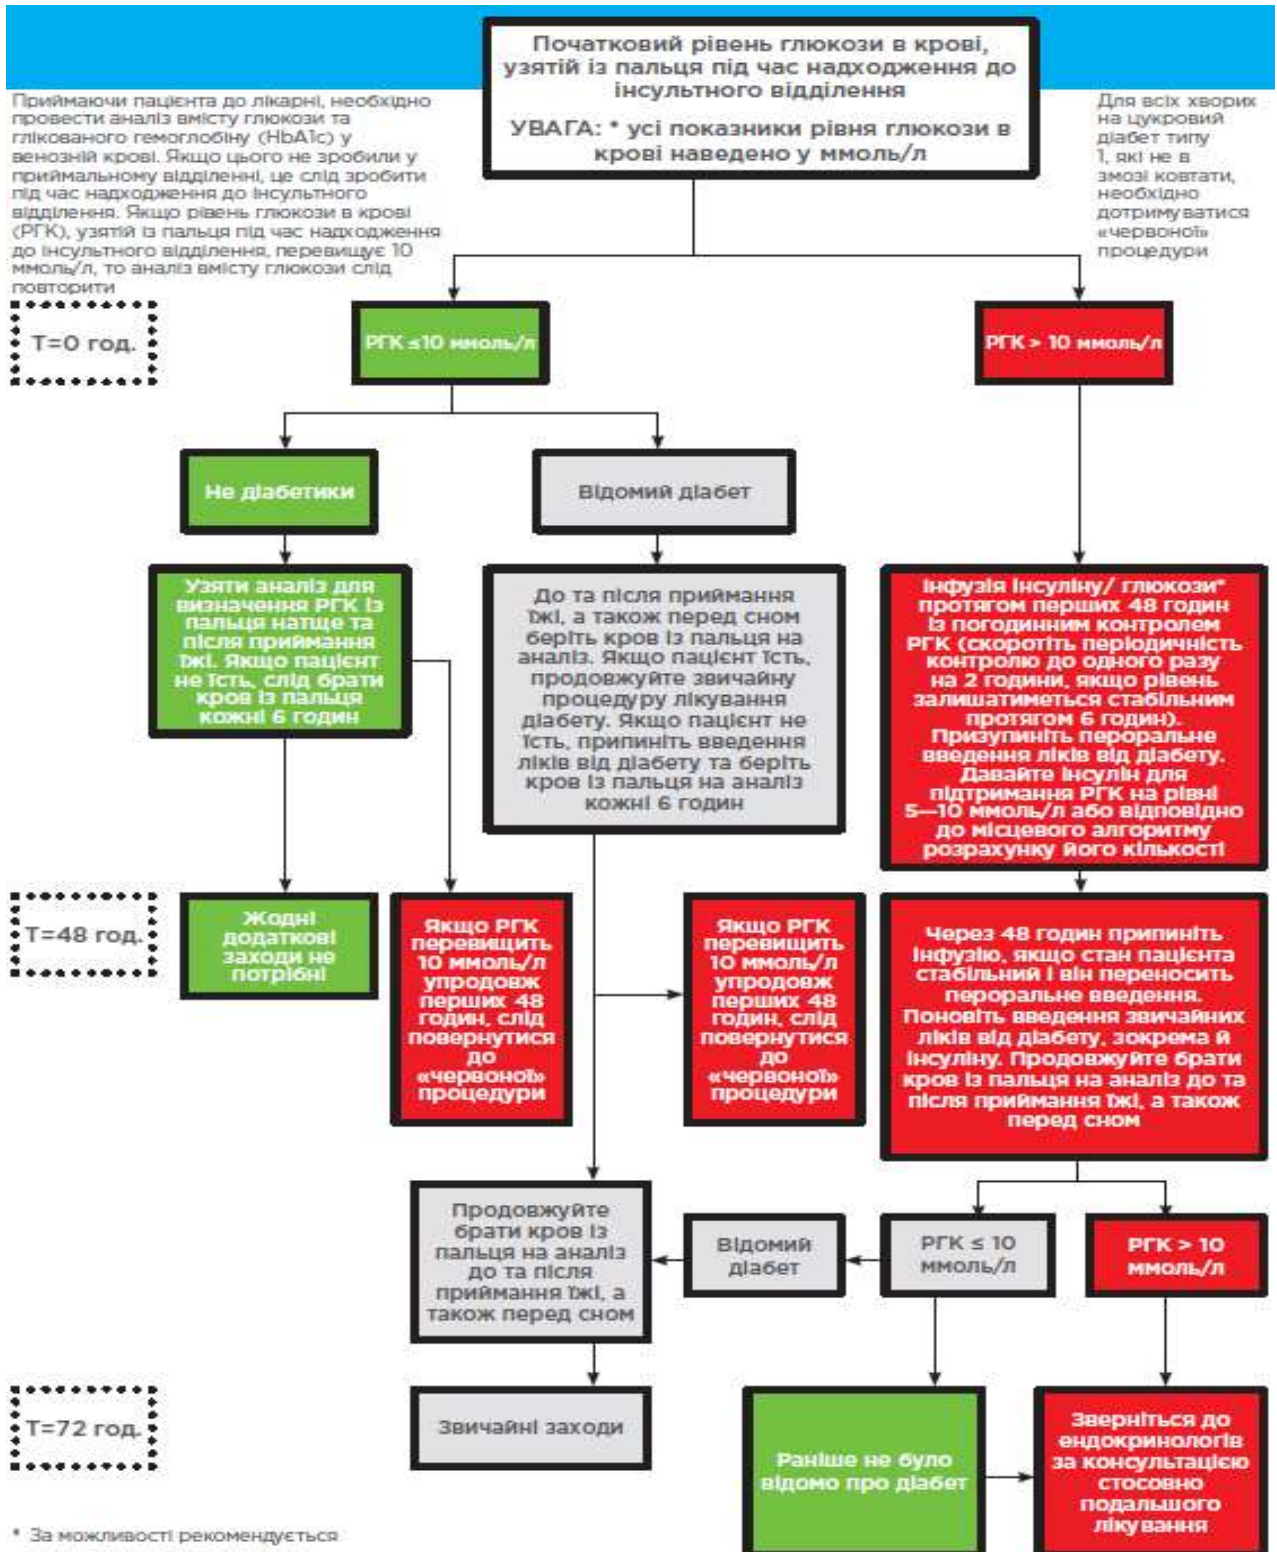 Початковий рівень глюкози в крові,
узятій із пальця під час надходження до
інсультного відділення
УВАГА: * усі показники рівня глюкози в
крові наведено у ммоль/л
Приймаючи пацієнта до лікарні, необхідно
провести аналіз вмісту глюкози та
глікованого гемоглобіну (HbA1c) у
венозній крові. Якщо цього не зробили у
приймальному відділенні, це слід зробити
під час надходження до інсультного
відділення. Якщо рівень глюкози в крові
(РГК), узятій із пальця під час надходження
до інсультного відділення, перевищує 10
ммоль/л, то аналіз вмісту глюкози слід
повторити
Для всіх хворих
на цукровий
діабет типу
1, які не в
змозі ковтати,
необхідно
дотримуватися
«червоної»
процедури
Т=0 год.
РГК ≤10 ммоль/л
РГК > 10 ммоль/л
Не діабетики
Відомий діабет
Узяти аналіз для
визначення РГК із
пальця натще та
після приймання
їжі. Якщо пацієнт
не їсть, слід брати
кров із пальця
кожні 6 годин
До та після приймання
їжі, а також перед сном
беріть кров із пальця на
аналіз. Якщо пацієнт їсть,
продовжуйте звичайну
процедуру лікування
діабету. Якщо пацієнт не
їсть, припиніть введення
ліків від діабету та беріть
кров із пальця на аналіз
кожні 6 годин
Інфузія інсуліну/ глюкози*
протягом перших 48 годин
із погодинним контролем
РГК (скоротіть періодичність
контролю до одного разу
на 2 години, якщо рівень
залишатиметься стабільним
протягом 6 годин).
Призупиніть пероральне
введення ліків від діабету.
Давайте інсулін для
підтримання РГК на рівні
5—10 ммоль/л або відповідно
до місцевого алгоритму
розрахунку його кількості
Т=48 год.
Жодні
додаткові
заходи не
потрібні
Якщо РГК
перевищить
10 ммоль/л
упродовж
перших 48
годин, слід
повернутися
до
«червоної»
процедури
Якщо РГК
перевищить
10 ммоль/л
упродовж
перших 48
годин, слід
повернутися
до
«червоної»
процедури
Через 48 годин припиніть
інфузію, якщо стан пацієнта
стабільний і він переносить
пероральне введення.
Поновіть введення звичайних
ліків від діабету, зокрема й
інсуліну. Продовжуйте брати
кров із пальця на аналіз до та
після приймання їжі, а також
перед сном
Продовжуйте
брати кров із
пальця на аналіз
до та після
приймання їжі, а
також перед сном
Відомий
діабет
РГК ≤ 10
ммоль/л
РГК > 10
ммоль/л
Т=72 год.
Звичайні заходи
Раніше не було
відомо про діабет
Зверніться до
ендокринологів
за консультацією
стосовно
подальшого
лікування
* За можливості рекомендується